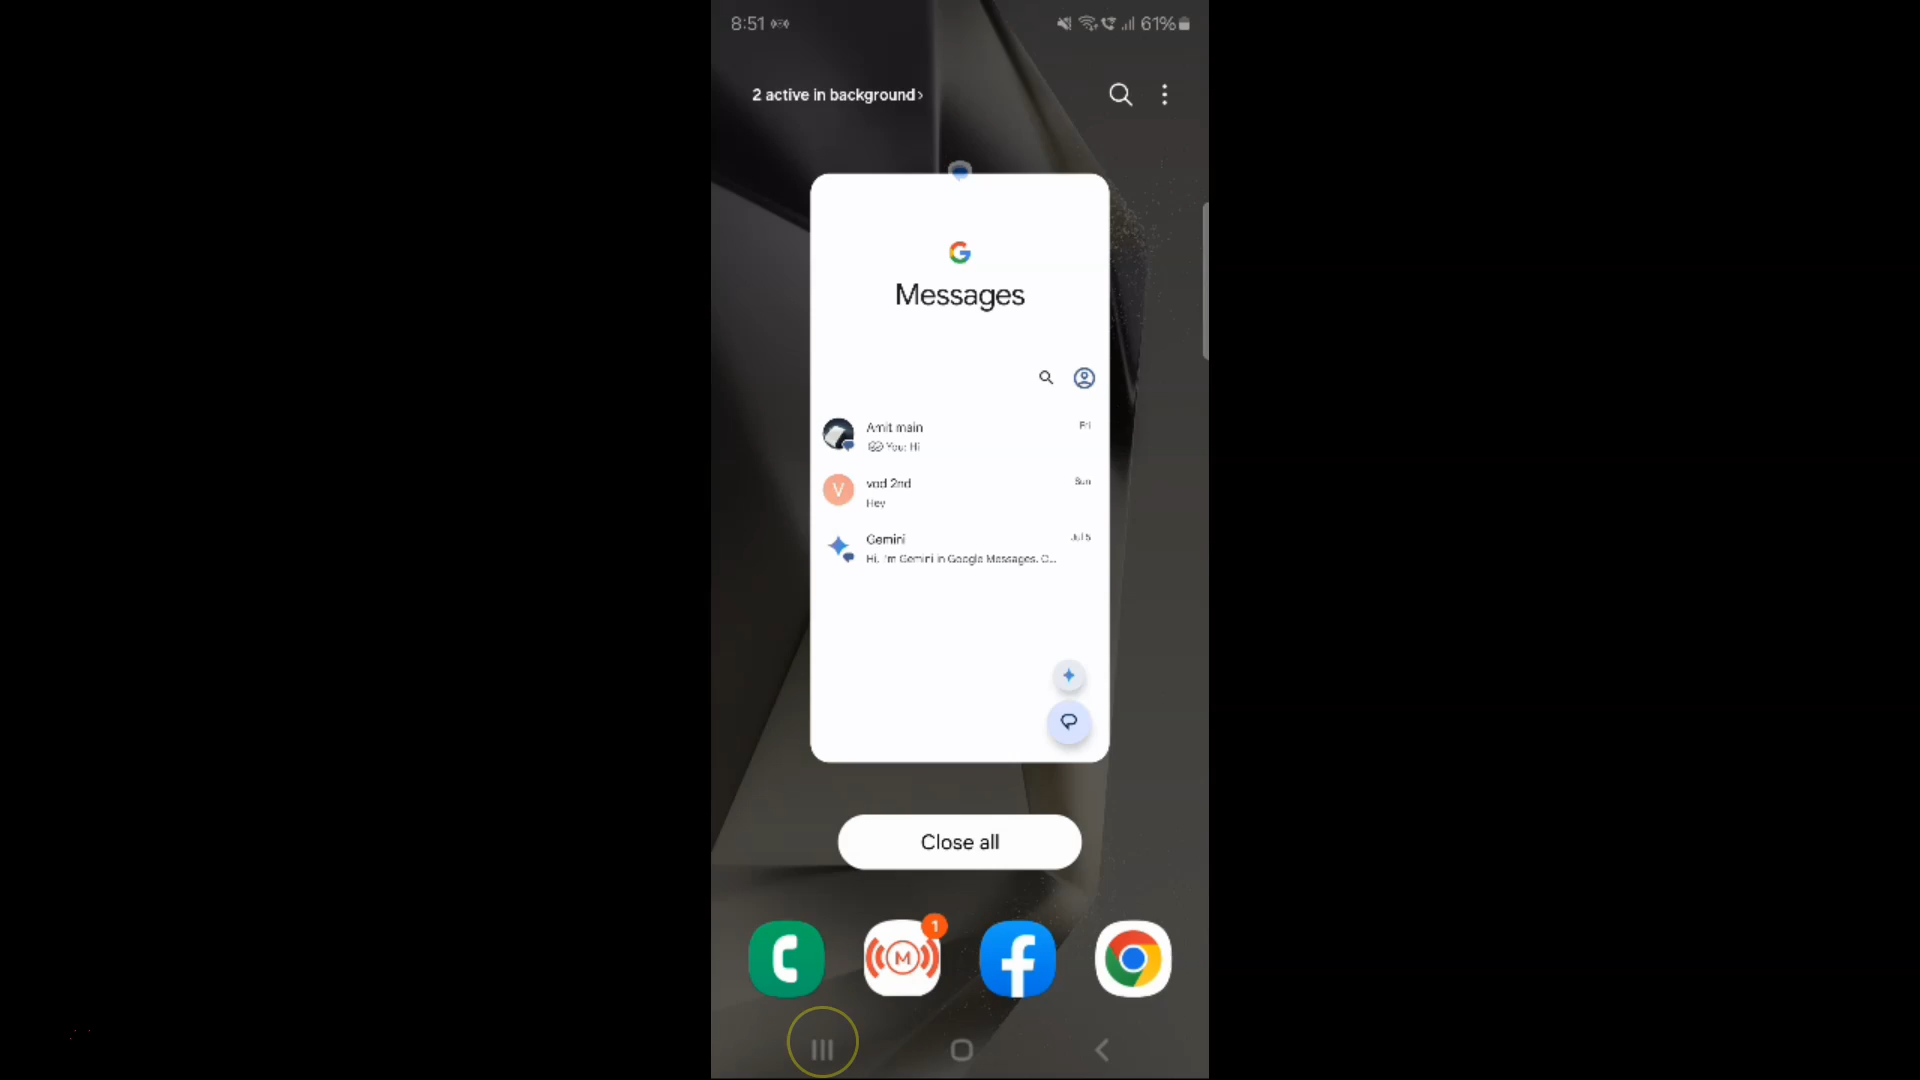 8:51
61%
2 active in background
Messages
Amit main
Fri
You: Hi
vod 2nd
Sun
V
Hey
Gemini
Jul 5
Hi, I'm Gemini in Google Messages. C...
Close all
1
M